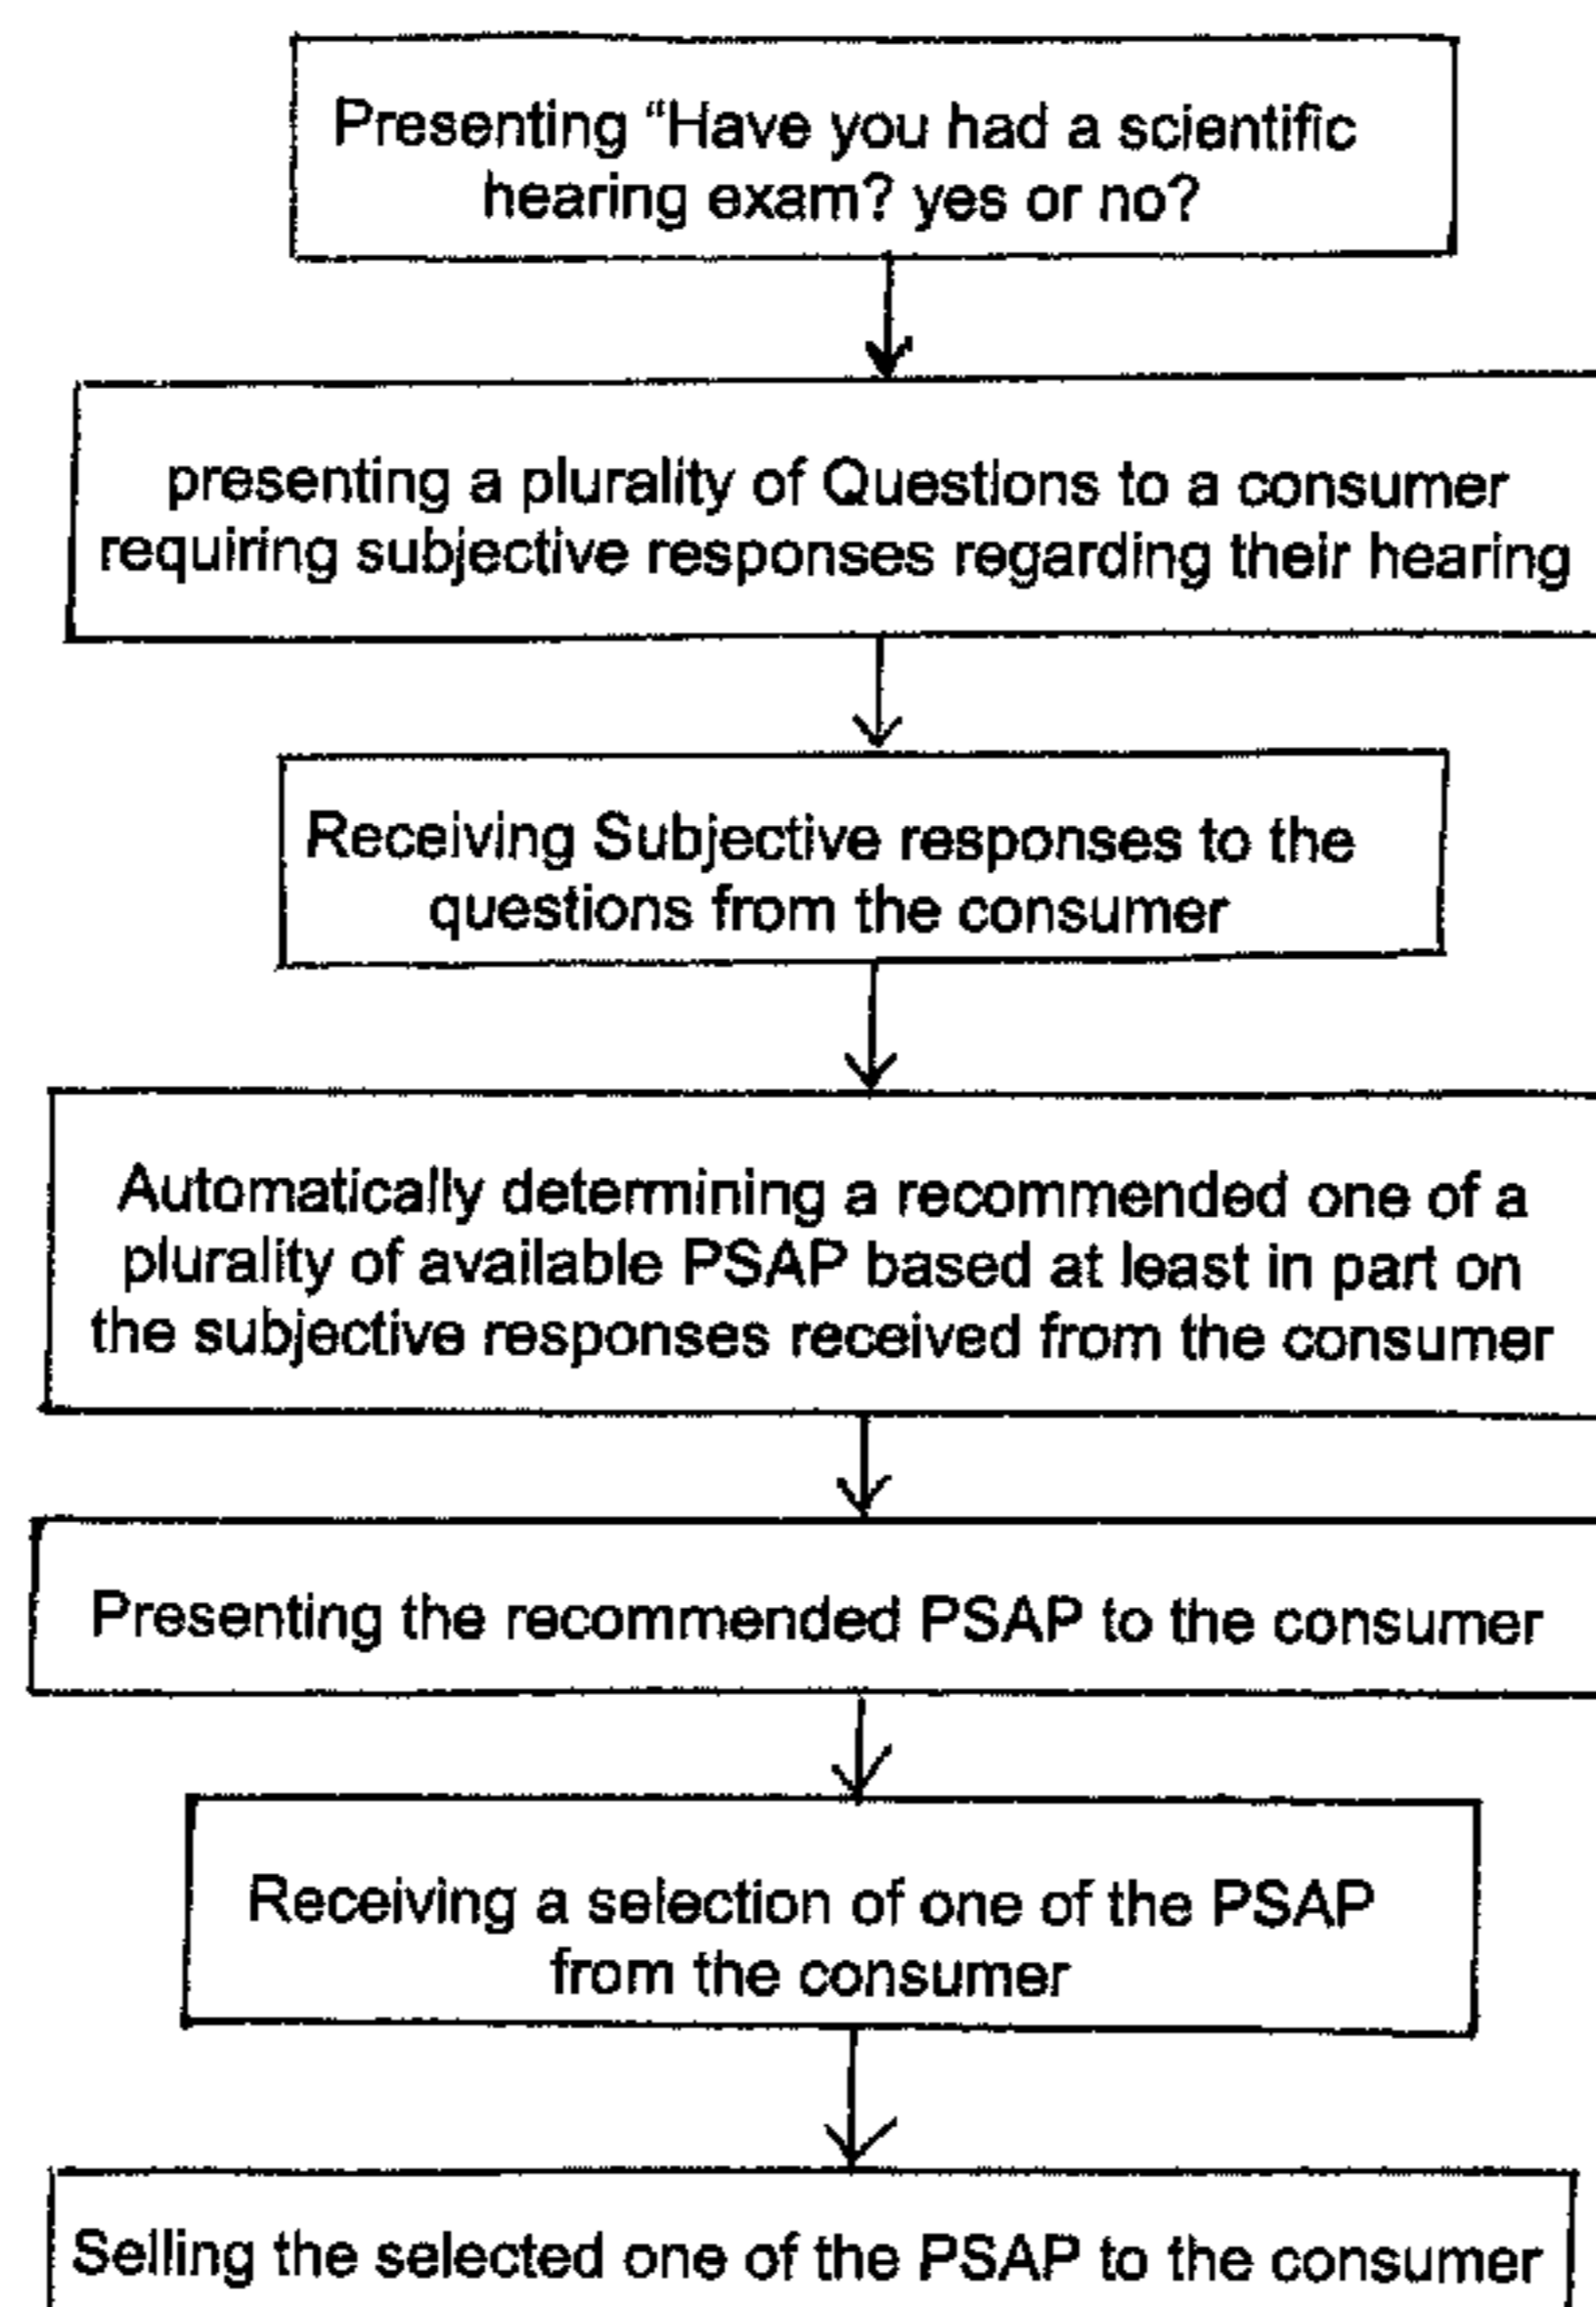 Presenting “Have you had a scientific
hearing exam? yes or no?
presenting a plurality of Questions to a consumer
requiring subjective responses regarding their hearing
Receiving Subjective responses to the
questions from the consumer
Automatically determining a recommended one of a
plurality of available PSAP based at least in part on
the subjective responses received from the consumer
Presenting the recommended PSAP to the consumer
Receiving a selection of one of the PSAP
from the consumer
Selling the selected one of the PSAP to the consumer